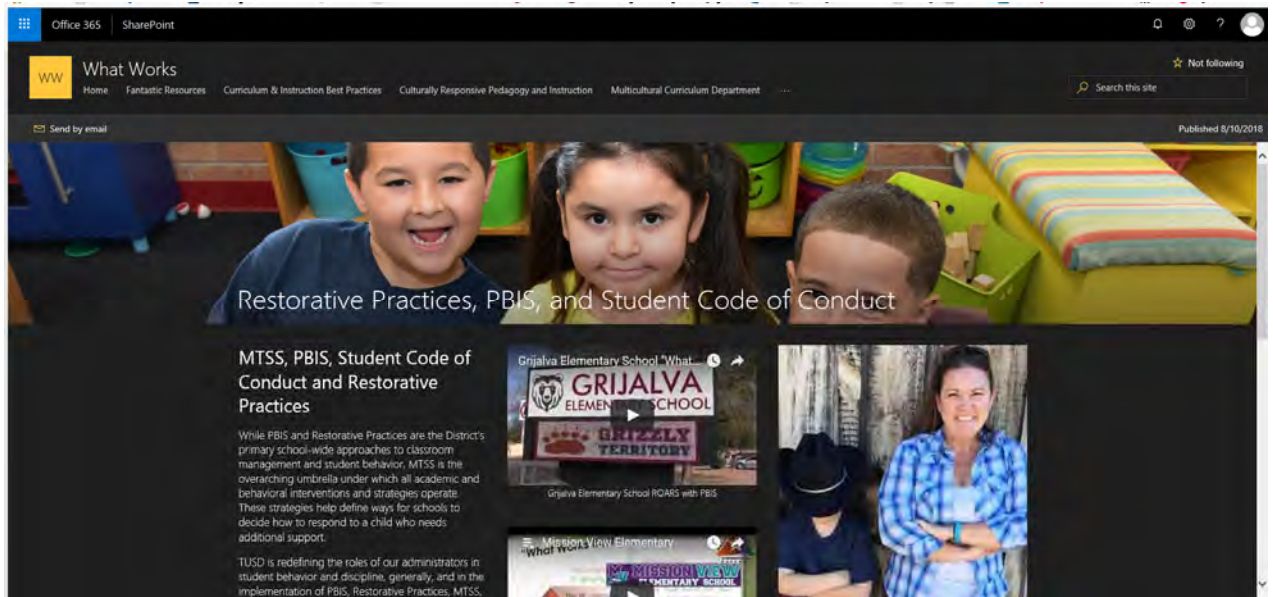 Office 365
SharePoint
?
WW
What Works
Not following
Home Fantastic Resources Curriculum & Instruction Best Practices Culturally Responsive Pedagogy and Instruction Multicultural Curriculum Department ...
Search this site
Send by email
Published 8/10/2018
Restorative Practices, PBIS, and Student Code of Conduct
MTSS, PBIS, Student Code of
Conduct and Restorative
Practices
While PBIS and Restorative Practices are the District's
primary school-wide approaches to classroom
management and student behavior, MTSS is the
overarching umbrella under which all academic and
behavioral interventions and strategies operate.
These strategies help define ways for schools to
decide how to respond to a child who needs
additional support.
TUSD is redefining the roles of our administrators in
student behavior and discipline, generally, and in the
implementation of PBIS, Restorative Practices, MTSS,
Grijalva Elementary School "What...
GRIJALVA
ELEMENTARY SCHOOL
GRIZZLY
TERRITORY
Grijalva Elementary School ROARS with PBIS
Mission View Elementary
"What Works"
MISSION VIEW
ELEMENTARY SCHOOL